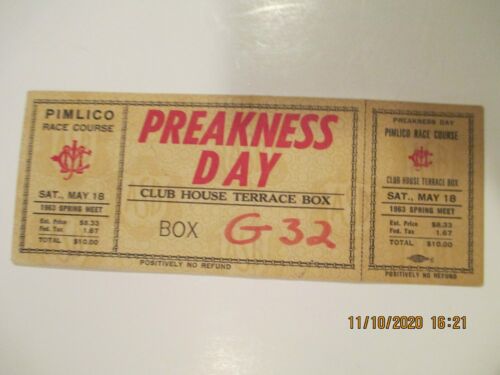 PIMLICO
RACE COURSE
SAT., MAY 18
1963 SPRING MEET
Est. Price $8.33
Fed. Tax 1.67
TOTAL $10.00
PREAKNESS
DAY
CLUB HOUSE TERRACE BOX
BOX G 32
POSITIVELY NO REFUND
PREAKNESS DAY
PIMLICO RACE COURSE
CLUB HOUSE TERRACE BOX
SAT., MAY 18
1963 SPRING MEET
Est. Price $8.33
Fed. Tax 1.67
TOTAL $10.00
POSITIVELY NO REFUND
11/10/2020 16:21